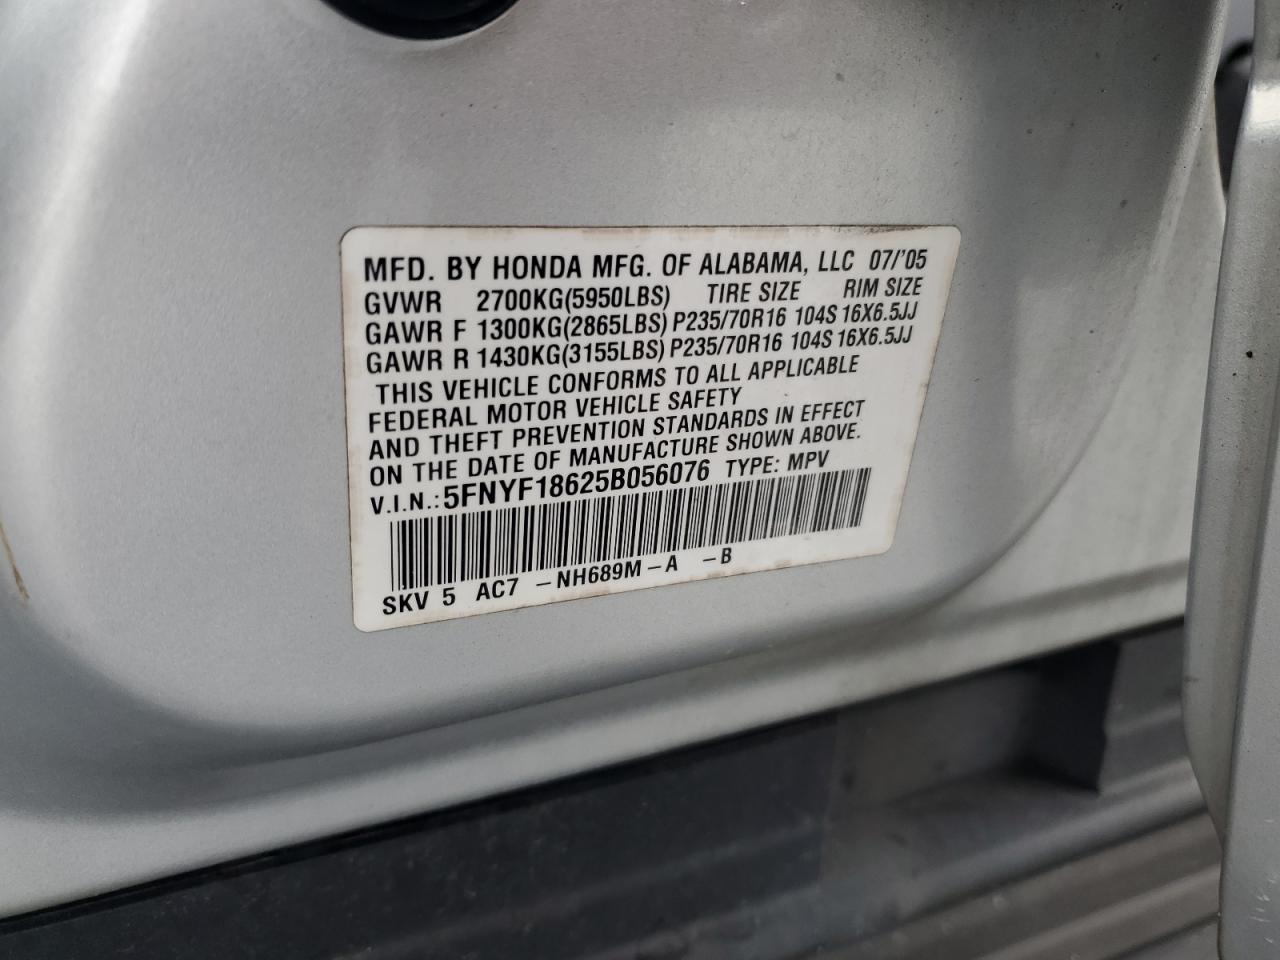 MFD. BY HONDA MFG. OF ALABAMA, LLC 07/'05
GVWR 2700KG(5950LBS) TIRE SIZE RIM SIZE
GAWR F 1300KG(2865LBS) P235/70R16 104S 16X6.5JJ
GAWR R 1430KG(3155LBS) P235/70R16 104S 16X6.5JJ
THIS VEHICLE CONFORMS TO ALL APPLICABLE
FEDERAL MOTOR VEHICLE SAFETY
AND THEFT PREVENTION STANDARDS IN EFFECT
ON THE DATE OF MANUFACTURE SHOWN ABOVE.
V.I.N.: 5FNYF18625B056076 TYPE: MPV
SKV 5 AC7 -NH689M-A -B